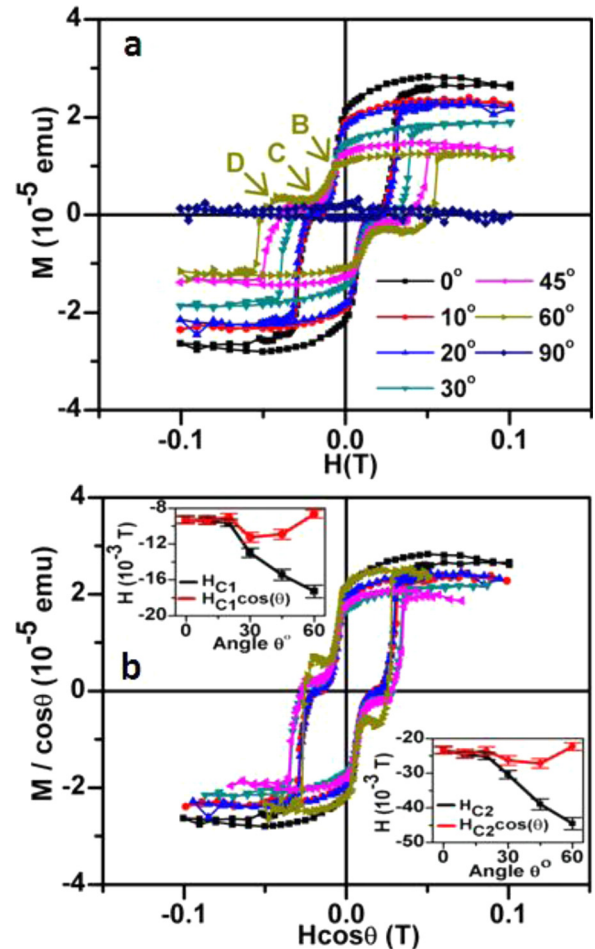 a
4
2
0
-2
-4
M (10⁻⁵ emu)
B
C
D
0°
45°
10°
60°
20°
90°
30°
-0.1
0.0
0.1
H(T)
b
4
2
0
-2
-4
M / cosθ (10⁻⁵ emu)
-8
-12
-16
-20
H (10⁻³ T)
H_C1
H_C1cos(θ)
0
30
60
Angle θ°
-20
-30
-40
-50
H (10⁻³ T)
H_C2
H_C2cos(θ)
0
30
60
Angle θ°
-0.1
0.0
0.1
Hcosθ (T)